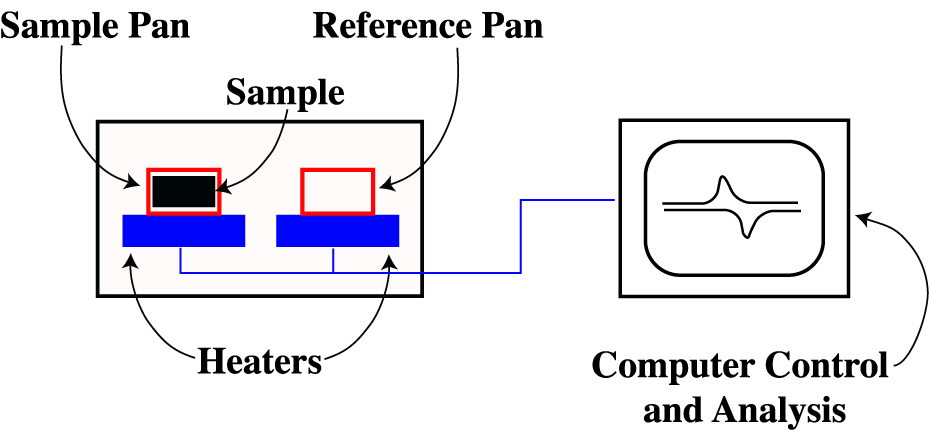 Sample Pan
Reference Pan
Sample
Heaters
Computer Control
and Analysis